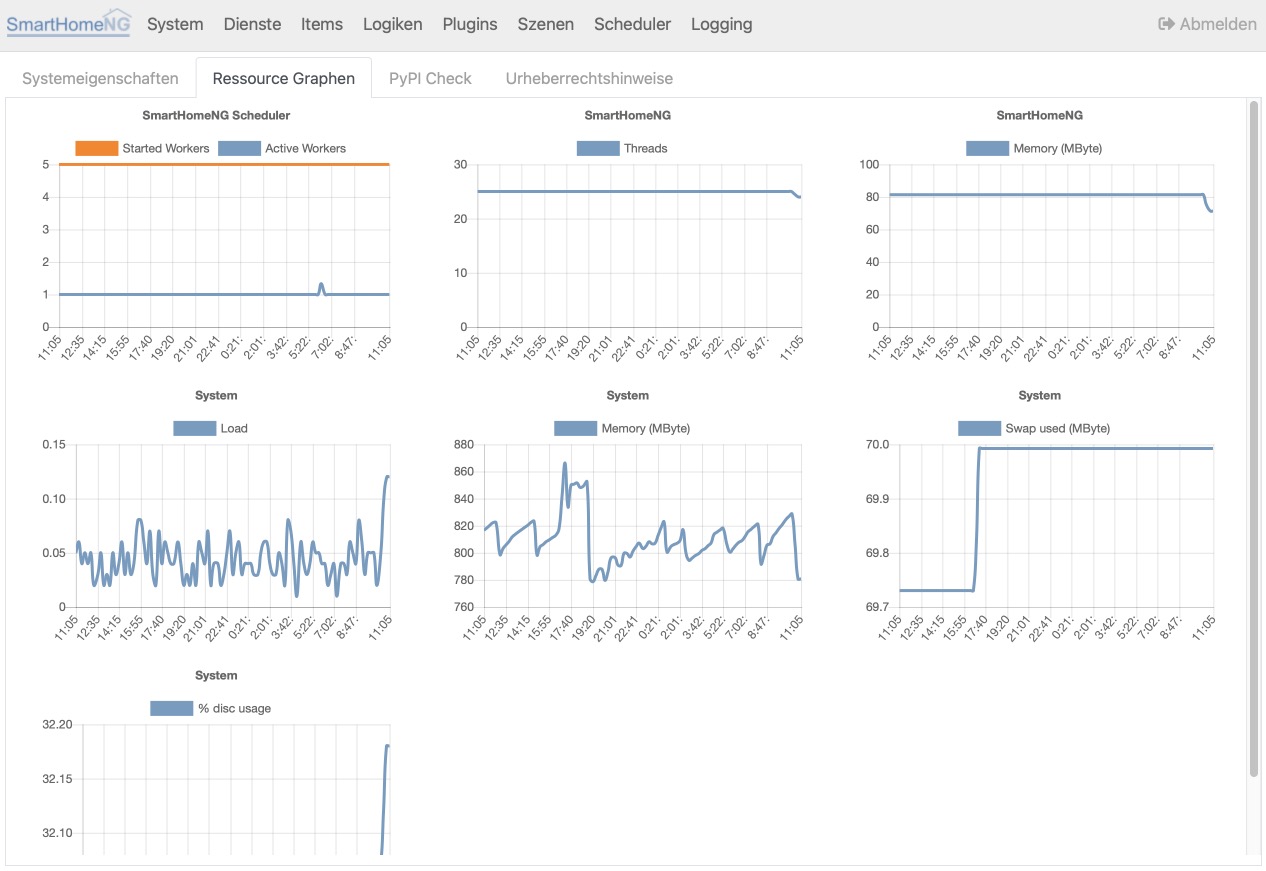 SmartHomeNG System Dienste Items Logiken Plugins Szenen Scheduler Logging Abmelden
Systemeigenschaften Ressource Graphen PyPI Check Urheberrechtshinweise
SmartHomeNG Scheduler
Started Workers Active Workers
5
4
3
2
1
0
11:05 12:35 14:15 15:55 17:40 19:20 21:01 22:41 0:21: 2:01: 3:42: 5:22: 7:02: 8:47: 11:05
SmartHomeNG
Threads
30
20
10
0
11:05 12:35 14:15 15:55 17:40 19:20 21:01 22:41 0:21: 2:01: 3:42: 5:22: 7:02: 8:47: 11:05
SmartHomeNG
Memory (MByte)
100
80
60
40
20
0
11:05 12:35 14:15 15:55 17:40 19:20 21:01 22:41 0:21: 2:01: 3:42: 5:22: 7:02: 8:47: 11:05
System
Load
0.15
0.10
0.05
0
11:05 12:35 14:15 15:55 17:40 19:20 21:01 22:41 0:21: 2:01: 3:42: 5:22: 7:02: 8:47: 11:05
System
Memory (MByte)
880
860
840
820
800
780
760
11:05 12:35 14:15 15:55 17:40 19:20 21:01 22:41 0:21: 2:01: 3:42: 5:22: 7:02: 8:47: 11:05
System
Swap used (MByte)
70.0
69.9
69.8
69.7
11:05 12:35 14:15 15:55 17:40 19:20 21:01 22:41 0:21: 2:01: 3:42: 5:22: 7:02: 8:47: 11:05
System
% disc usage
32.20
32.15
32.10